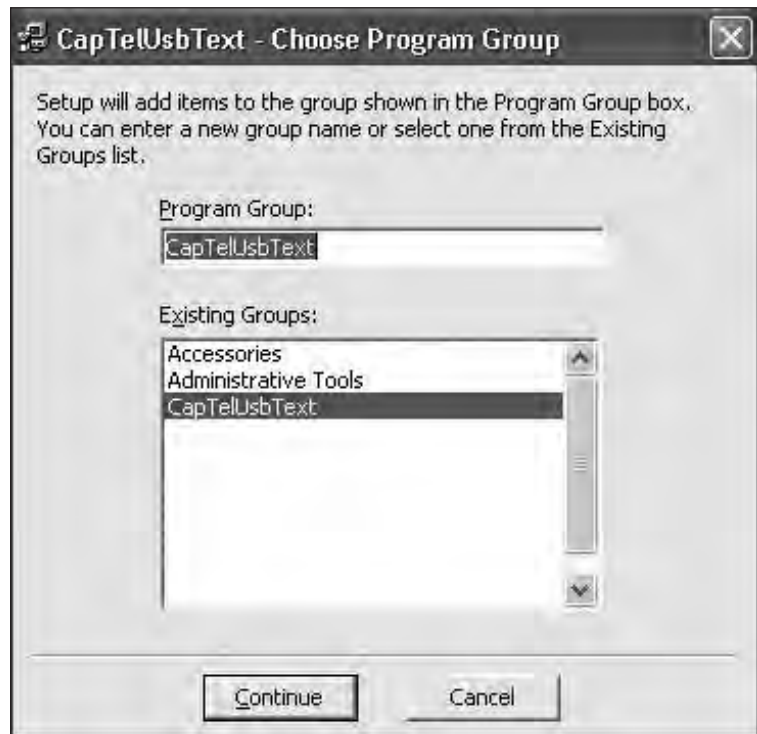 CapTelUsbText - Choose Program Group
Setup will add items to the group shown in the Program Group box.
You can enter a new group name or select one from the Existing
Groups list.
Program Group:
CapTelUsbText
Existing Groups:
Accessories
Administrative Tools
CapTelUsbText
Continue
Cancel